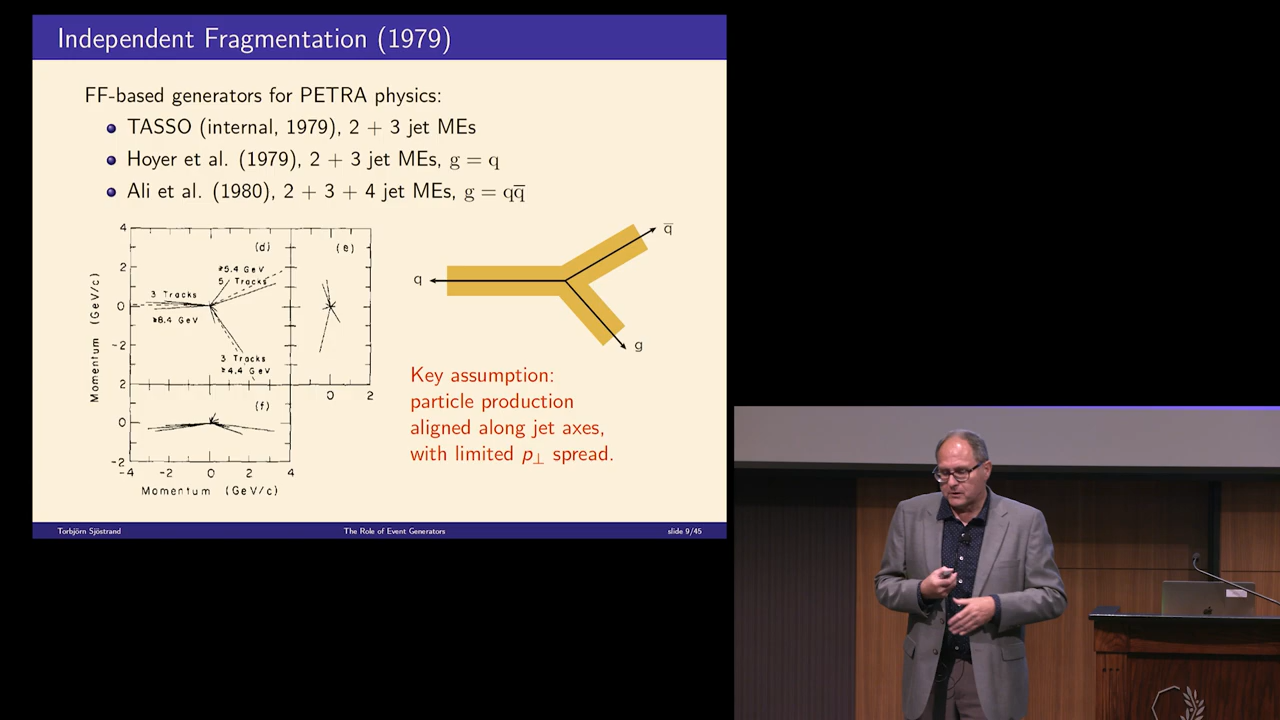 Independent Fragmentation (1979)
FF-based generators for PETRA physics:
TASSO (internal, 1979), 2 + 3 jet MEs
Hoyer et al. (1979), 2 + 3 jet MEs, g = q
Ali et al. (1980), 2 + 3 + 4 jet MEs, g = qq̅
4
2
0
-2
2
0
-2
-4
-2
0
2
4
0
2
(d)
(e)
(f)
5.4 GeV
5 Tracks
3 Tracks
8.4 GeV
3 Tracks
4.4 GeV
Momentum (GeV/c)
Momentum (GeV/c)
q
q̅
g
Key assumption:
particle production
aligned along jet axes,
with limited p⊥ spread.
Torbjörn Sjöstrand
The Role of Event Generators
slide 9/45